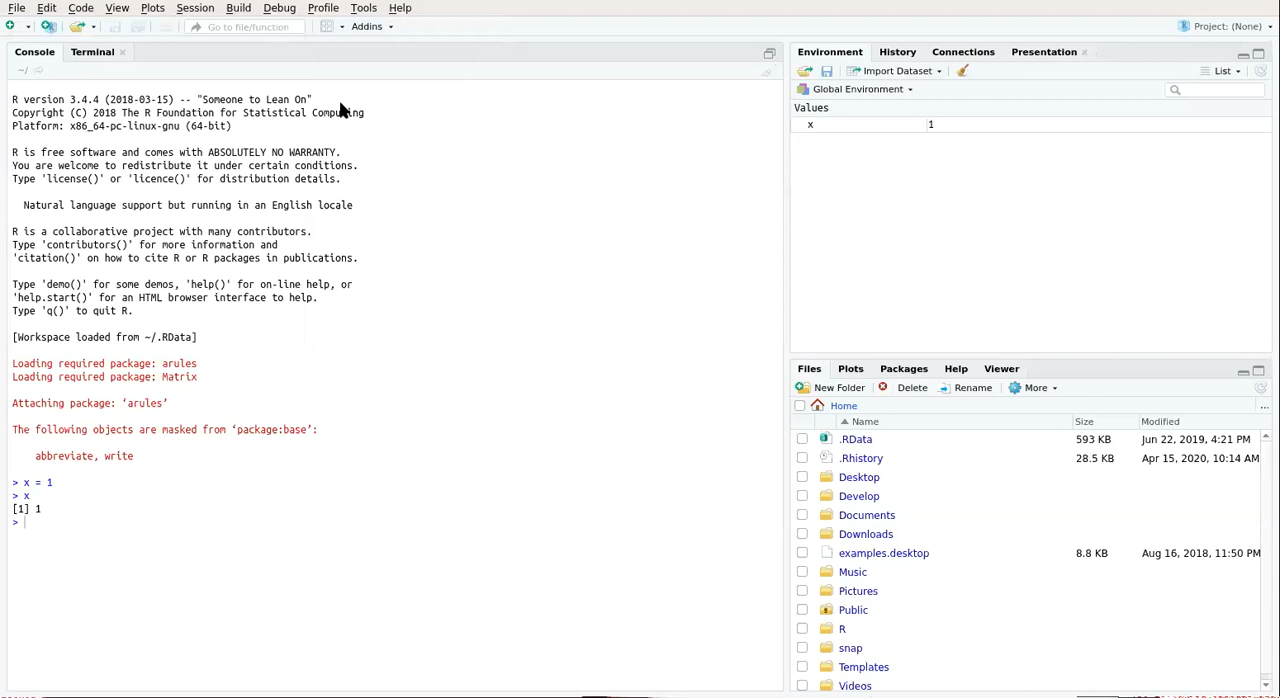 File Edit Code View Plots Session Build Debug Profile Tools Help
Go to file/function Addins Project: (None)
Console Terminal
~/
R version 3.4.4 (2018-03-15) -- "Someone to Lean On"
Copyright (C) 2018 The R Foundation for Statistical Computing
Platform: x86_64-pc-linux-gnu (64-bit)
R is free software and comes with ABSOLUTELY NO WARRANTY.
You are welcome to redistribute it under certain conditions.
Type 'license()' or 'licence()' for distribution details.
Natural language support but running in an English locale
R is a collaborative project with many contributors.
Type 'contributors()' for more information and
'citation()' on how to cite R or R packages in publications.
Type 'demo()' for some demos, 'help()' for on-line help, or
'help.start()' for an HTML browser interface to help.
Type 'q()' to quit R.
[Workspace loaded from ~/.RData]
Loading required package: arules
Loading required package: Matrix
Attaching package: ‘arules’
The following objects are masked from ‘package:base’:
abbreviate, write
> x = 1
> x
[1] 1
>
Environment History Connections Presentation
Import Dataset List
Global Environment
Values
x 1
Files Plots Packages Help Viewer
New Folder Delete Rename More
Home ...
Name Size Modified
.RData 593 KB Jun 22, 2019, 4:21 PM
.Rhistory 28.5 KB Apr 15, 2020, 10:14 AM
Desktop
Develop
Documents
Downloads
examples.desktop 8.8 KB Aug 16, 2018, 11:50 PM
Music
Pictures
Public
R
snap
Templates
Videos